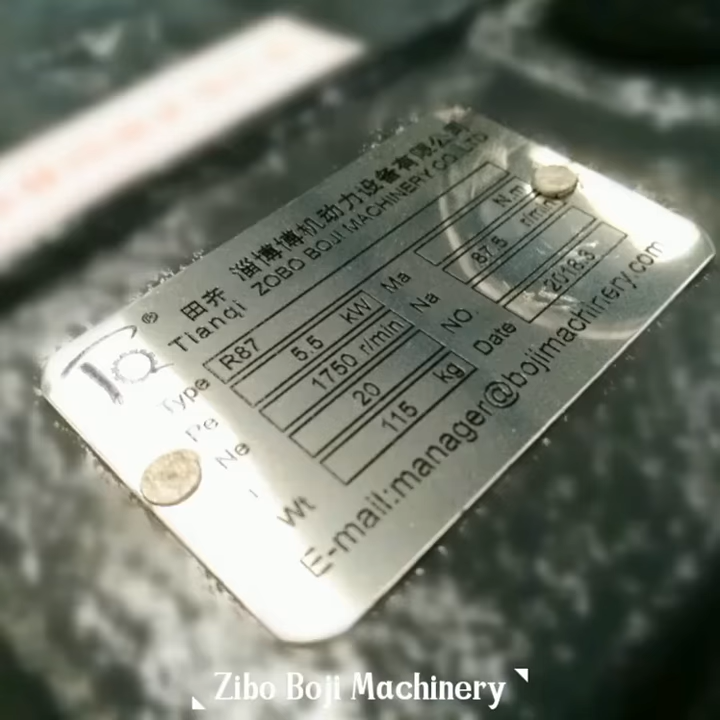 TQ ®
田齐 淄博博机动力设备有限公司
Tianqi ZOBO BOJI MACHINERY CO.,LTD
Type R87
Pe 5.5 KW Ma N.m
Ne 1750 r/min Na 87.5 r/min
i 20 NO
Wt 115 kg Date 2018.3
E-mail:manager@bojimachinery.com
Zibo Boji Machinery